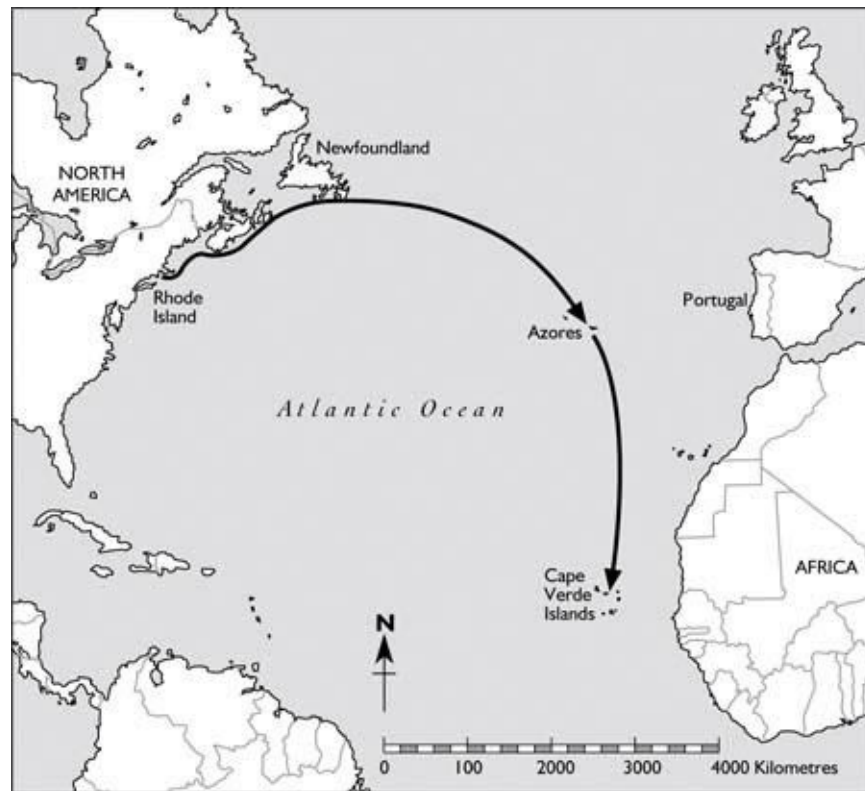 Newfoundland
NORTH
AMERICA
Rhode
Island
Portugal
Azores
Atlantic Ocean
Cape
Verde
Islands
AFRICA
N
0 100 2000 3000 4000 Kilometres